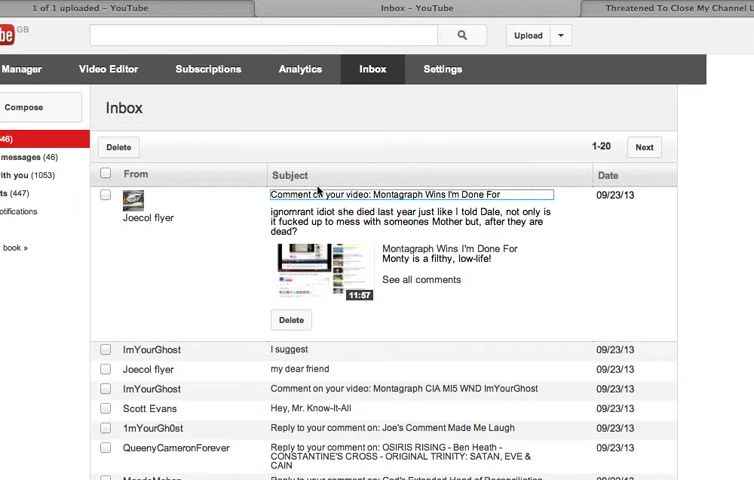 1 of 1 uploaded – YouTube
Inbox – YouTube
Threatened To Close My Channel U
be GB
Upload
Manager
Video Editor
Subscriptions
Analytics
Inbox
Settings
Compose
Inbox
46)
Delete
1-20
Next
messages (46)
From
Subject
Date
with you (1053)
ts (447)
otifications
book »
Joecol flyer
Comment on your video: Montagraph Wins I'm Done For
09/23/13
ignornrant idiot she died last year just like I told Dale, not only is
it fucked up to mess with someones Mother but, after they are
dead?
Montagraph Wins I'm Done For
Monty is a filthy, low-life!
See all comments
11:57
Delete
ImYourGhost
I suggest
09/23/13
Joecol flyer
my dear friend
09/23/13
ImYourGhost
Comment on your video: Montagraph CIA MI5 WND ImYourGhost
09/23/13
Scott Evans
Hey, Mr. Know-It-All
09/23/13
1mYourGh0st
Reply to your comment on: Joe's Comment Made Me Laugh
09/23/13
QueenyCameronForever
Reply to your comment on: OSIRIS RISING - Ben Heath -
CONSTANTINE'S CROSS - ORIGINAL TRINITY: SATAN, EVE &
CAIN
09/23/13